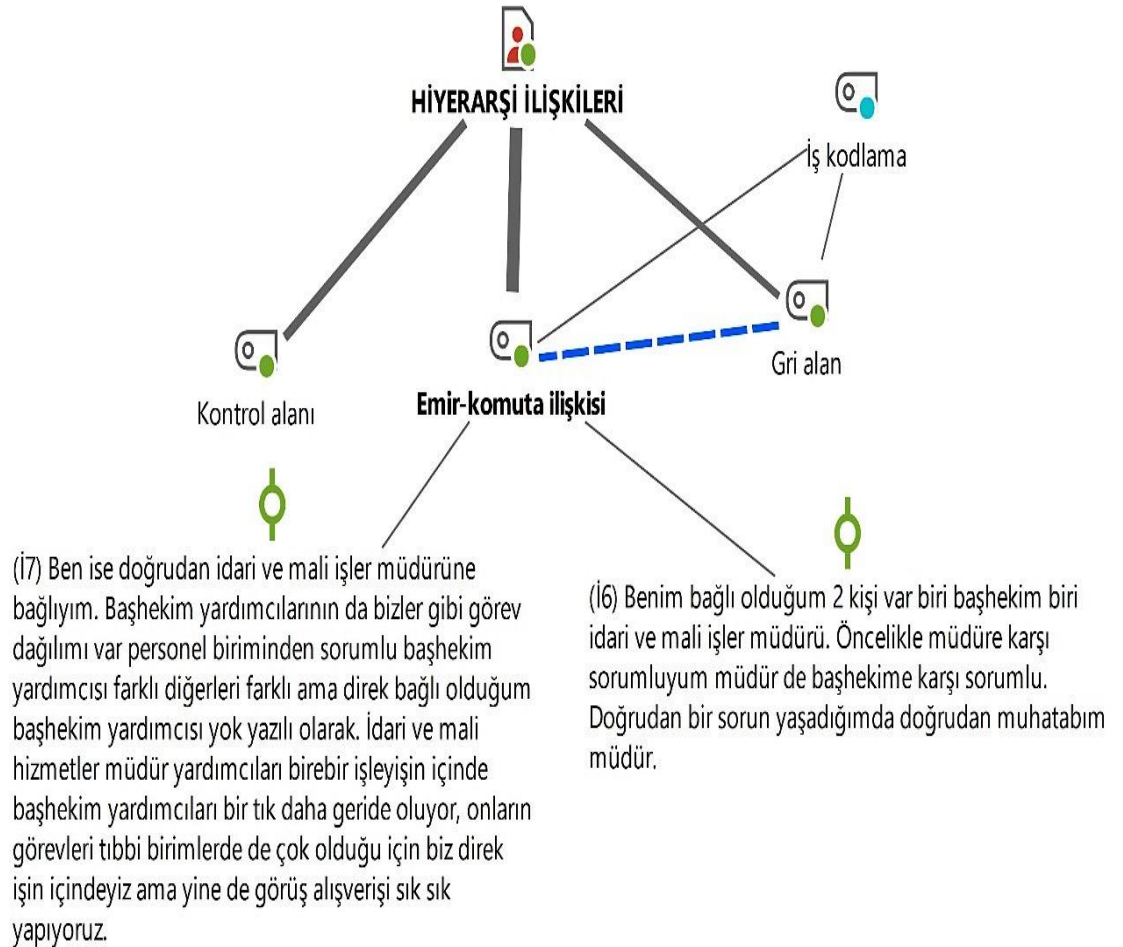 HİYERARŞİ İLİŞKİLERİ
İş kodlama
Gri alan
Kontrol alanı
Emir-komuta ilişkisi
(İ7) Ben ise doğrudan idari ve mali işler müdürüne
bağlıyım. Başhekim yardımcılarının da bizler gibi görev
dağılımı var personel biriminden sorumlu başhekim
yardımcısı farklı diğerleri farklı ama direk bağlı olduğum
başhekim yardımcısı yok yazılı olarak. İdari ve mali
hizmetler müdür yardımcıları birebir işleyişin içinde
başhekim yardımcıları bir tık daha geride oluyor, onların
görevleri tıbbi birimlerde de çok olduğu için biz direk
işin içindeyiz ama yine de görüş alışverişi sık sık
yapıyoruz.
(İ6) Benim bağlı olduğum 2 kişi var biri başhekim biri
idari ve mali işler müdürü. Öncelikle müdüre karşı
sorumluyum müdür de başhekime karşı sorumlu.
Doğrudan bir sorun yaşadığımda doğrudan muhatabım
müdür.